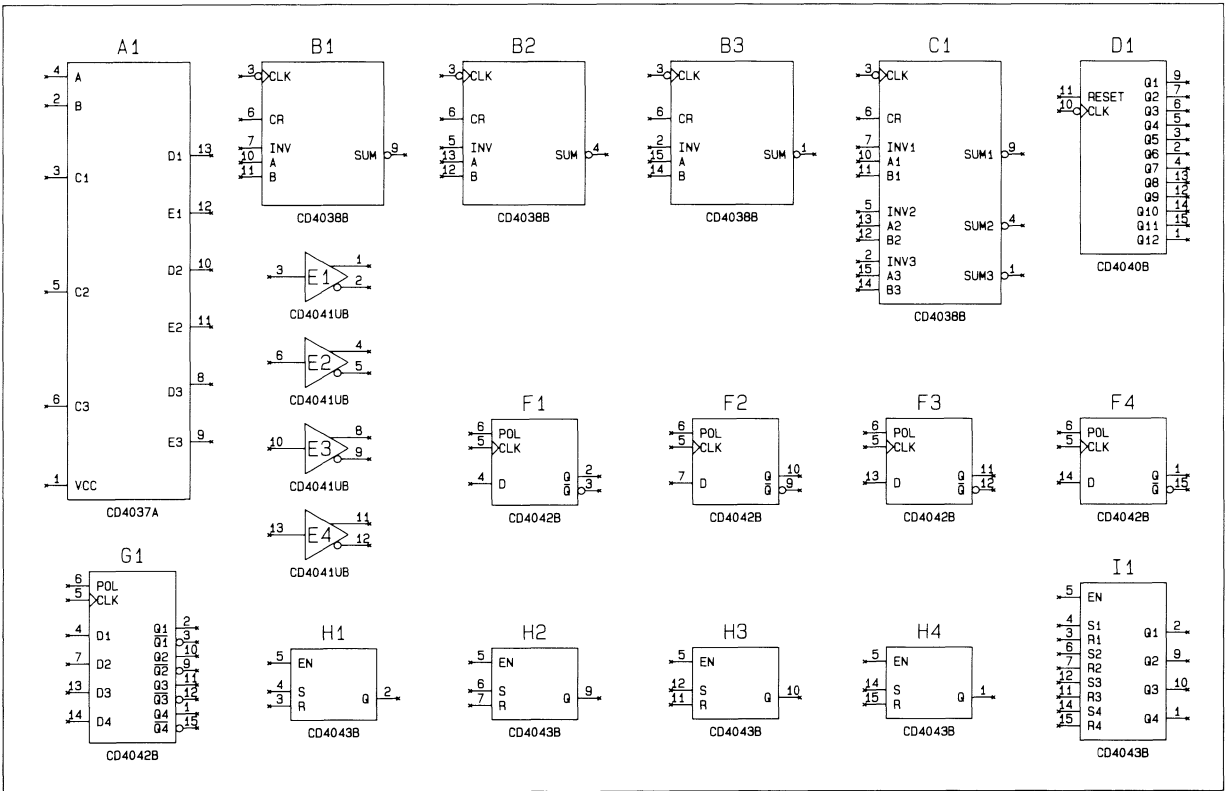 A1
4 A
2 B
3 C1
5 C2
6 C3
1 VCC
D1 13
E1 12
D2 10
E2 11
D3 8
E3 9
CD4037A
B1
3 CLK
6 CR
7 INV
10 A
11 B
SUM 9
CD4038B
B2
3 CLK
6 CR
5 INV
13 A
12 B
SUM 4
CD4038B
B3
3 CLK
6 CR
2 INV
15 A
14 B
SUM 1
CD4038B
C1
3 CLK
6 CR
7 INV1
10 A1
11 B1
5 INV2
13 A2
12 B2
2 INV3
15 A3
14 B3
SUM1 9
SUM2 4
SUM3 1
CD4038B
D1
11 RESET
10 CLK
Q1 9
Q2 7
Q3 6
Q4 5
Q5 3
Q6 2
Q7 4
Q8 13
Q9 12
Q10 14
Q11 15
Q12 1
CD4040B
3 E1 1
2
CD4041UB
6 E2 4
5
CD4041UB
10 E3 8
9
CD4041UB
13 E4 11
12
CD4041UB
F1
6 POL
5 CLK
4 D
Q 2
Q̅ 3
CD4042B
F2
6 POL
5 CLK
7 D
Q 10
Q̅ 9
CD4042B
F3
6 POL
5 CLK
13 D
Q 11
Q̅ 12
CD4042B
F4
6 POL
5 CLK
14 D
Q 1
Q̅ 15
CD4042B
G1
6 POL
5 CLK
4 D1
7 D2
13 D3
14 D4
Q1 2
Q̅1̅ 3
Q2 10
Q̅2̅ 9
Q3 11
Q̅3̅ 12
Q4 1
Q̅4̅ 15
CD4042B
H1
5 EN
4 S
3 R
Q 2
CD4043B
H2
5 EN
6 S
7 R
Q 9
CD4043B
H3
5 EN
12 S
11 R
Q 10
CD4043B
H4
5 EN
14 S
15 R
Q 1
CD4043B
I1
5 EN
4 S1
3 R1
6 S2
7 R2
12 S3
11 R3
14 S4
15 R4
Q1 2
Q2 9
Q3 10
Q4 1
CD4043B